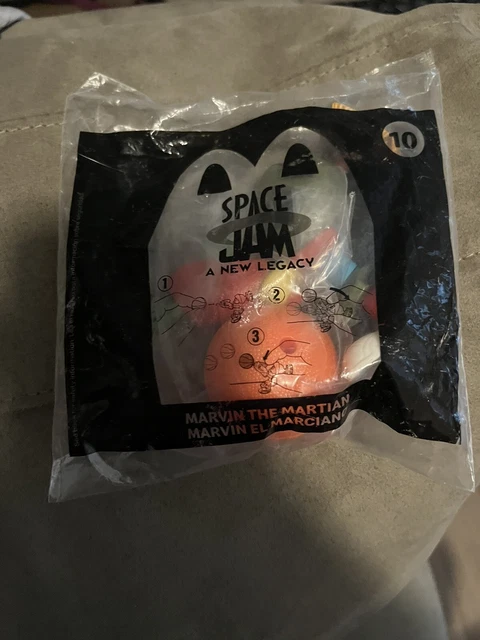 10
SPACE
JAM
A NEW LEGACY
1
2
3
MARVIN THE MARTIAN
MARVIN EL MARCIANO